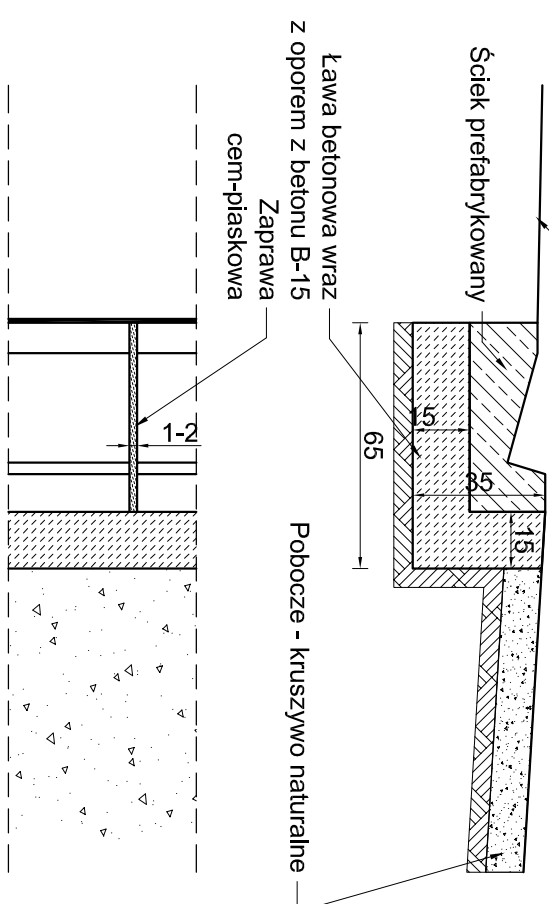 Ściek prefabrykowany
Ława betonowa wraz
z oporem z betonu B-15
Zaprawa
cem-piaskowa
15
35
15
65
1-2
Pobocze - kruszywo naturalne